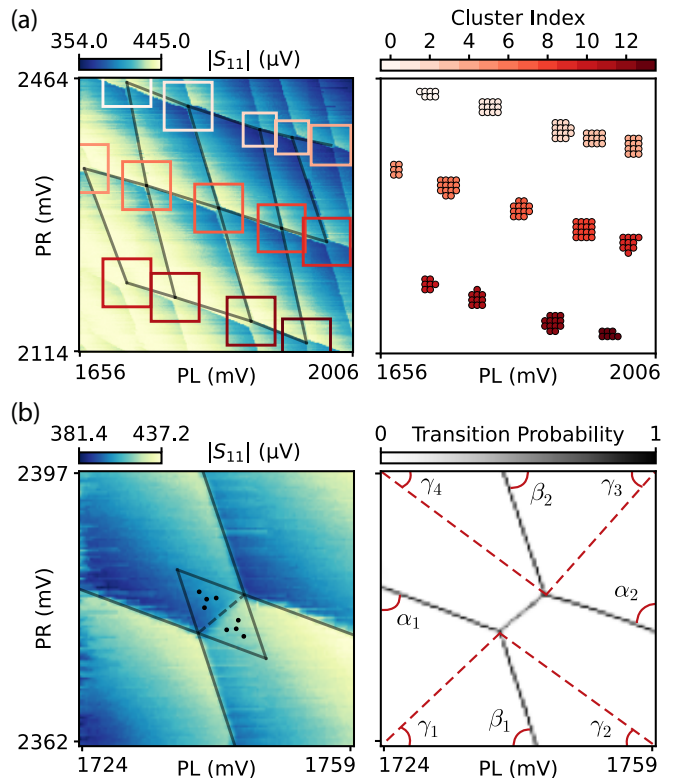 (a)
354.0 445.0
|S₁₁| (μV)
Cluster Index
0 2 4 6 8 10 12
2464
PR (mV)
2114
1656 PL (mV) 2006
1656 PL (mV) 2006
(b)
381.4 437.2
|S₁₁| (μV)
0 Transition Probability 1
2397
PR (mV)
2362
1724 PL (mV) 1759
γ₄ β₂ γ₃
α₁ α₂
γ₁ β₁ γ₂
1724 PL (mV) 1759